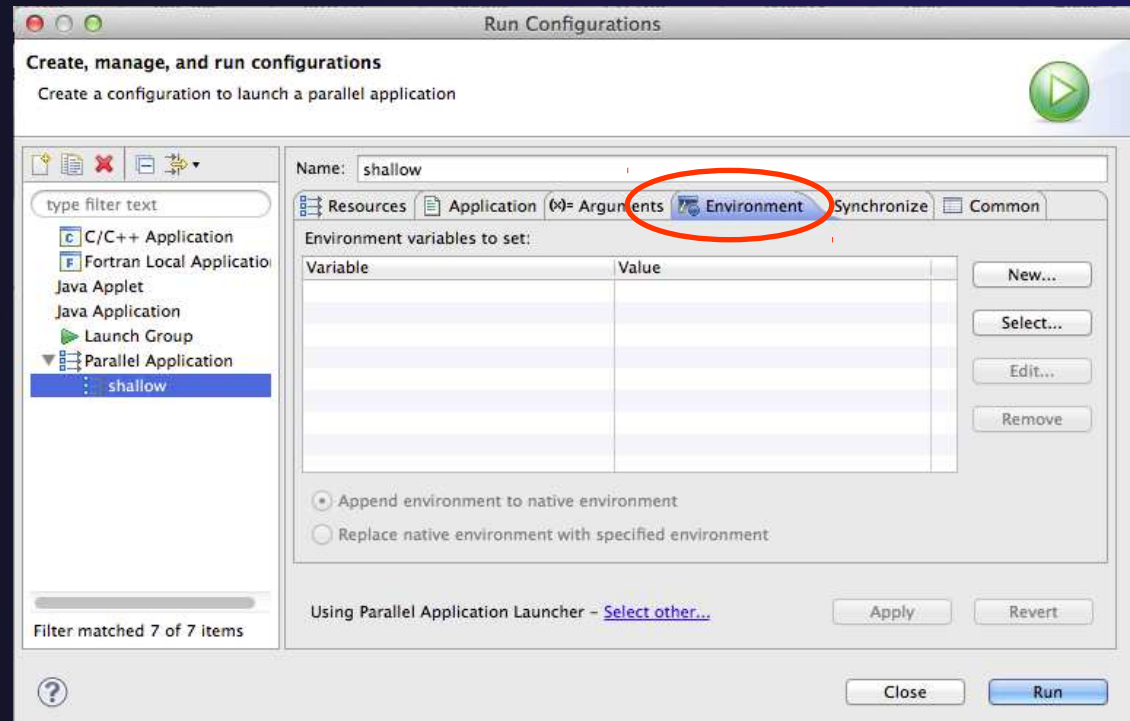 Run Configurations
Create, manage, and run configurations
Create a configuration to launch a parallel application
type filter text
C/C++ Application
Fortran Local Applicatio
Java Applet
Java Application
Launch Group
Parallel Application
shallow
Filter matched 7 of 7 items
Name: shallow
Resources Application (x)= Arguments Environment Synchronize Common
Environment variables to set:
Variable Value
New...
Select...
Edit...
Remove
Append environment to native environment
Replace native environment with specified environment
Using Parallel Application Launcher – Select other...
Apply Revert
? Close Run